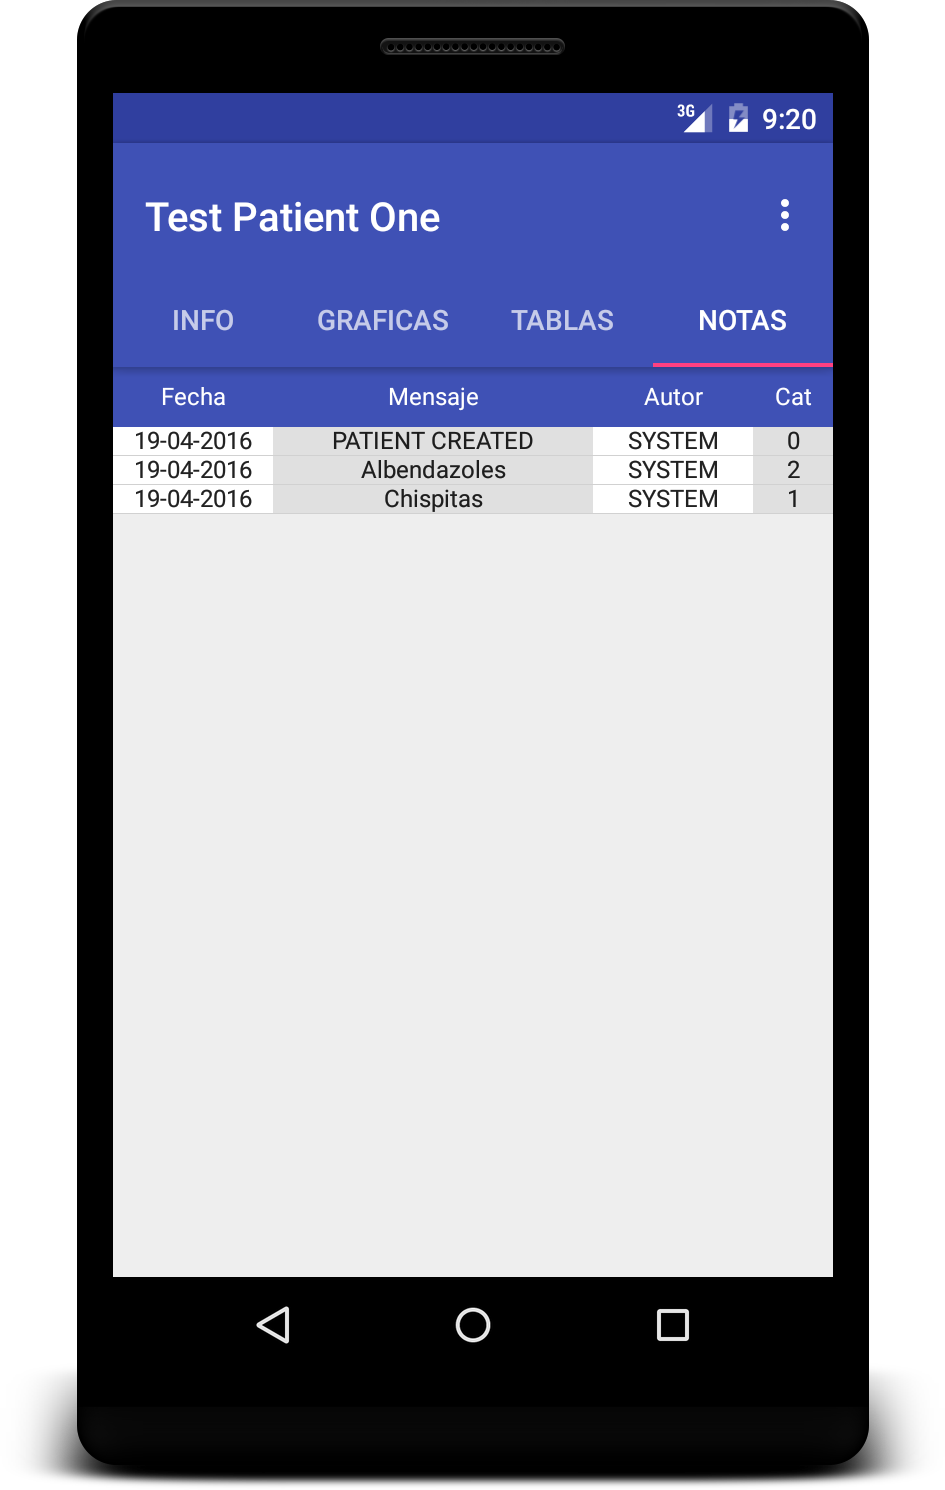 3G 9:20
Test Patient One
INFO GRAFICAS TABLAS NOTAS
Fecha Mensaje Autor Cat
19-04-2016 PATIENT CREATED SYSTEM 0
19-04-2016 Albendazoles SYSTEM 2
19-04-2016 Chispitas SYSTEM 1